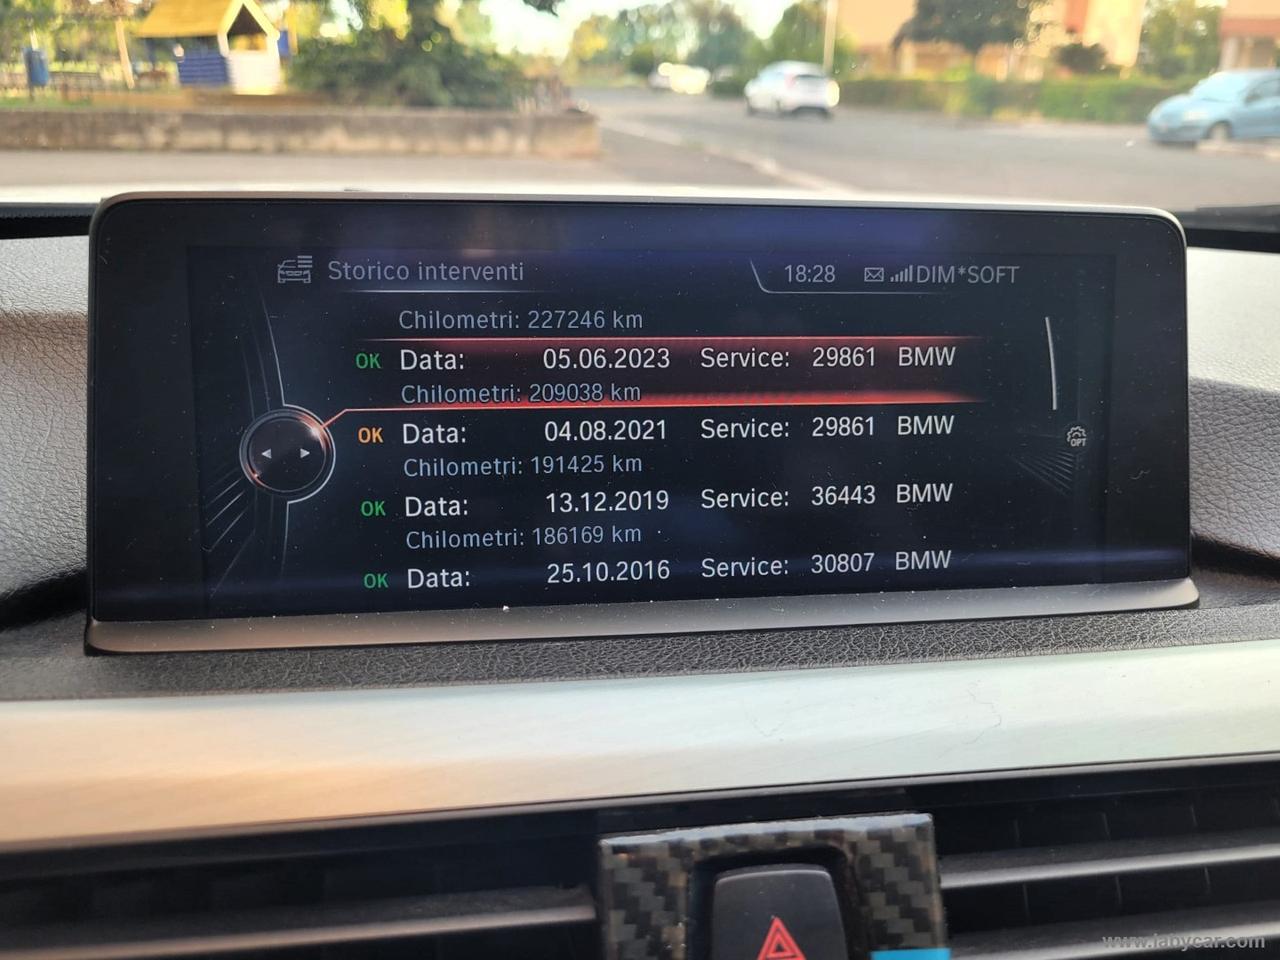 Storico interventi 18:28 DIM*SOFT
Chilometri: 227246 km
OK Data: 05.06.2023 Service: 29861 BMW
Chilometri: 209038 km
OK Data: 04.08.2021 Service: 29861 BMW
Chilometri: 191425 km
OK Data: 13.12.2019 Service: 36443 BMW
Chilometri: 186169 km
OK Data: 25.10.2016 Service: 30807 BMW
OPT
www.1abycar.com